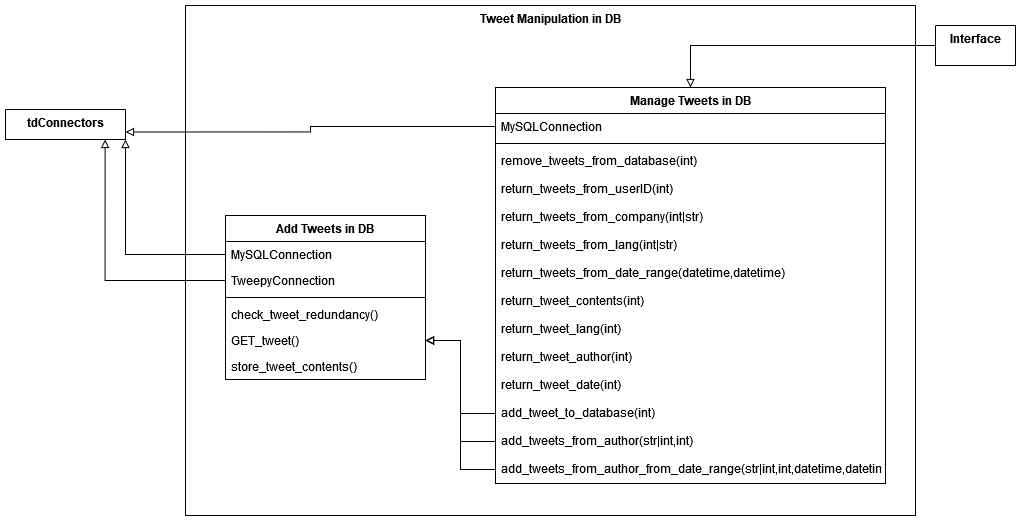 Tweet Manipulation in DB
Interface
tdConnectors
Manage Tweets in DB
MySQLConnection
remove_tweets_from_database(int)
return_tweets_from_userID(int)
return_tweets_from_company(int|str)
return_tweets_from_lang(int|str)
return_tweets_from_date_range(datetime,datetime)
return_tweet_contents(int)
return_tweet_lang(int)
return_tweet_author(int)
return_tweet_date(int)
add_tweet_to_database(int)
add_tweets_from_author(str|int,int)
add_tweets_from_author_from_date_range(str|int,int,datetime,datetin
Add Tweets in DB
MySQLConnection
TweepyConnection
check_tweet_redundancy()
GET_tweet()
store_tweet_contents()